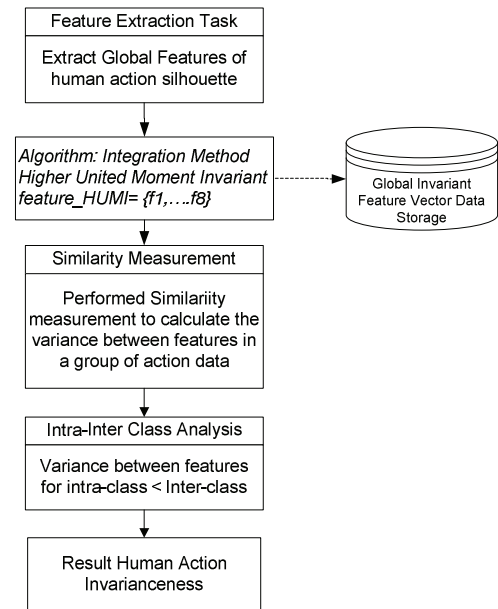 Feature Extraction Task
Extract Global Features of
human action silhouette
Algorithm: Integration Method
Higher United Moment Invariant
feature_HUMI= {f1,….f8}
Global Invariant
Feature Vector Data
Storage
Similarity Measurement
Performed Similariity
measurement to calculate the
variance between features in
a group of action data
Intra-Inter Class Analysis
Variance between features
for intra-class < Inter-class
Result Human Action
Invarianceness